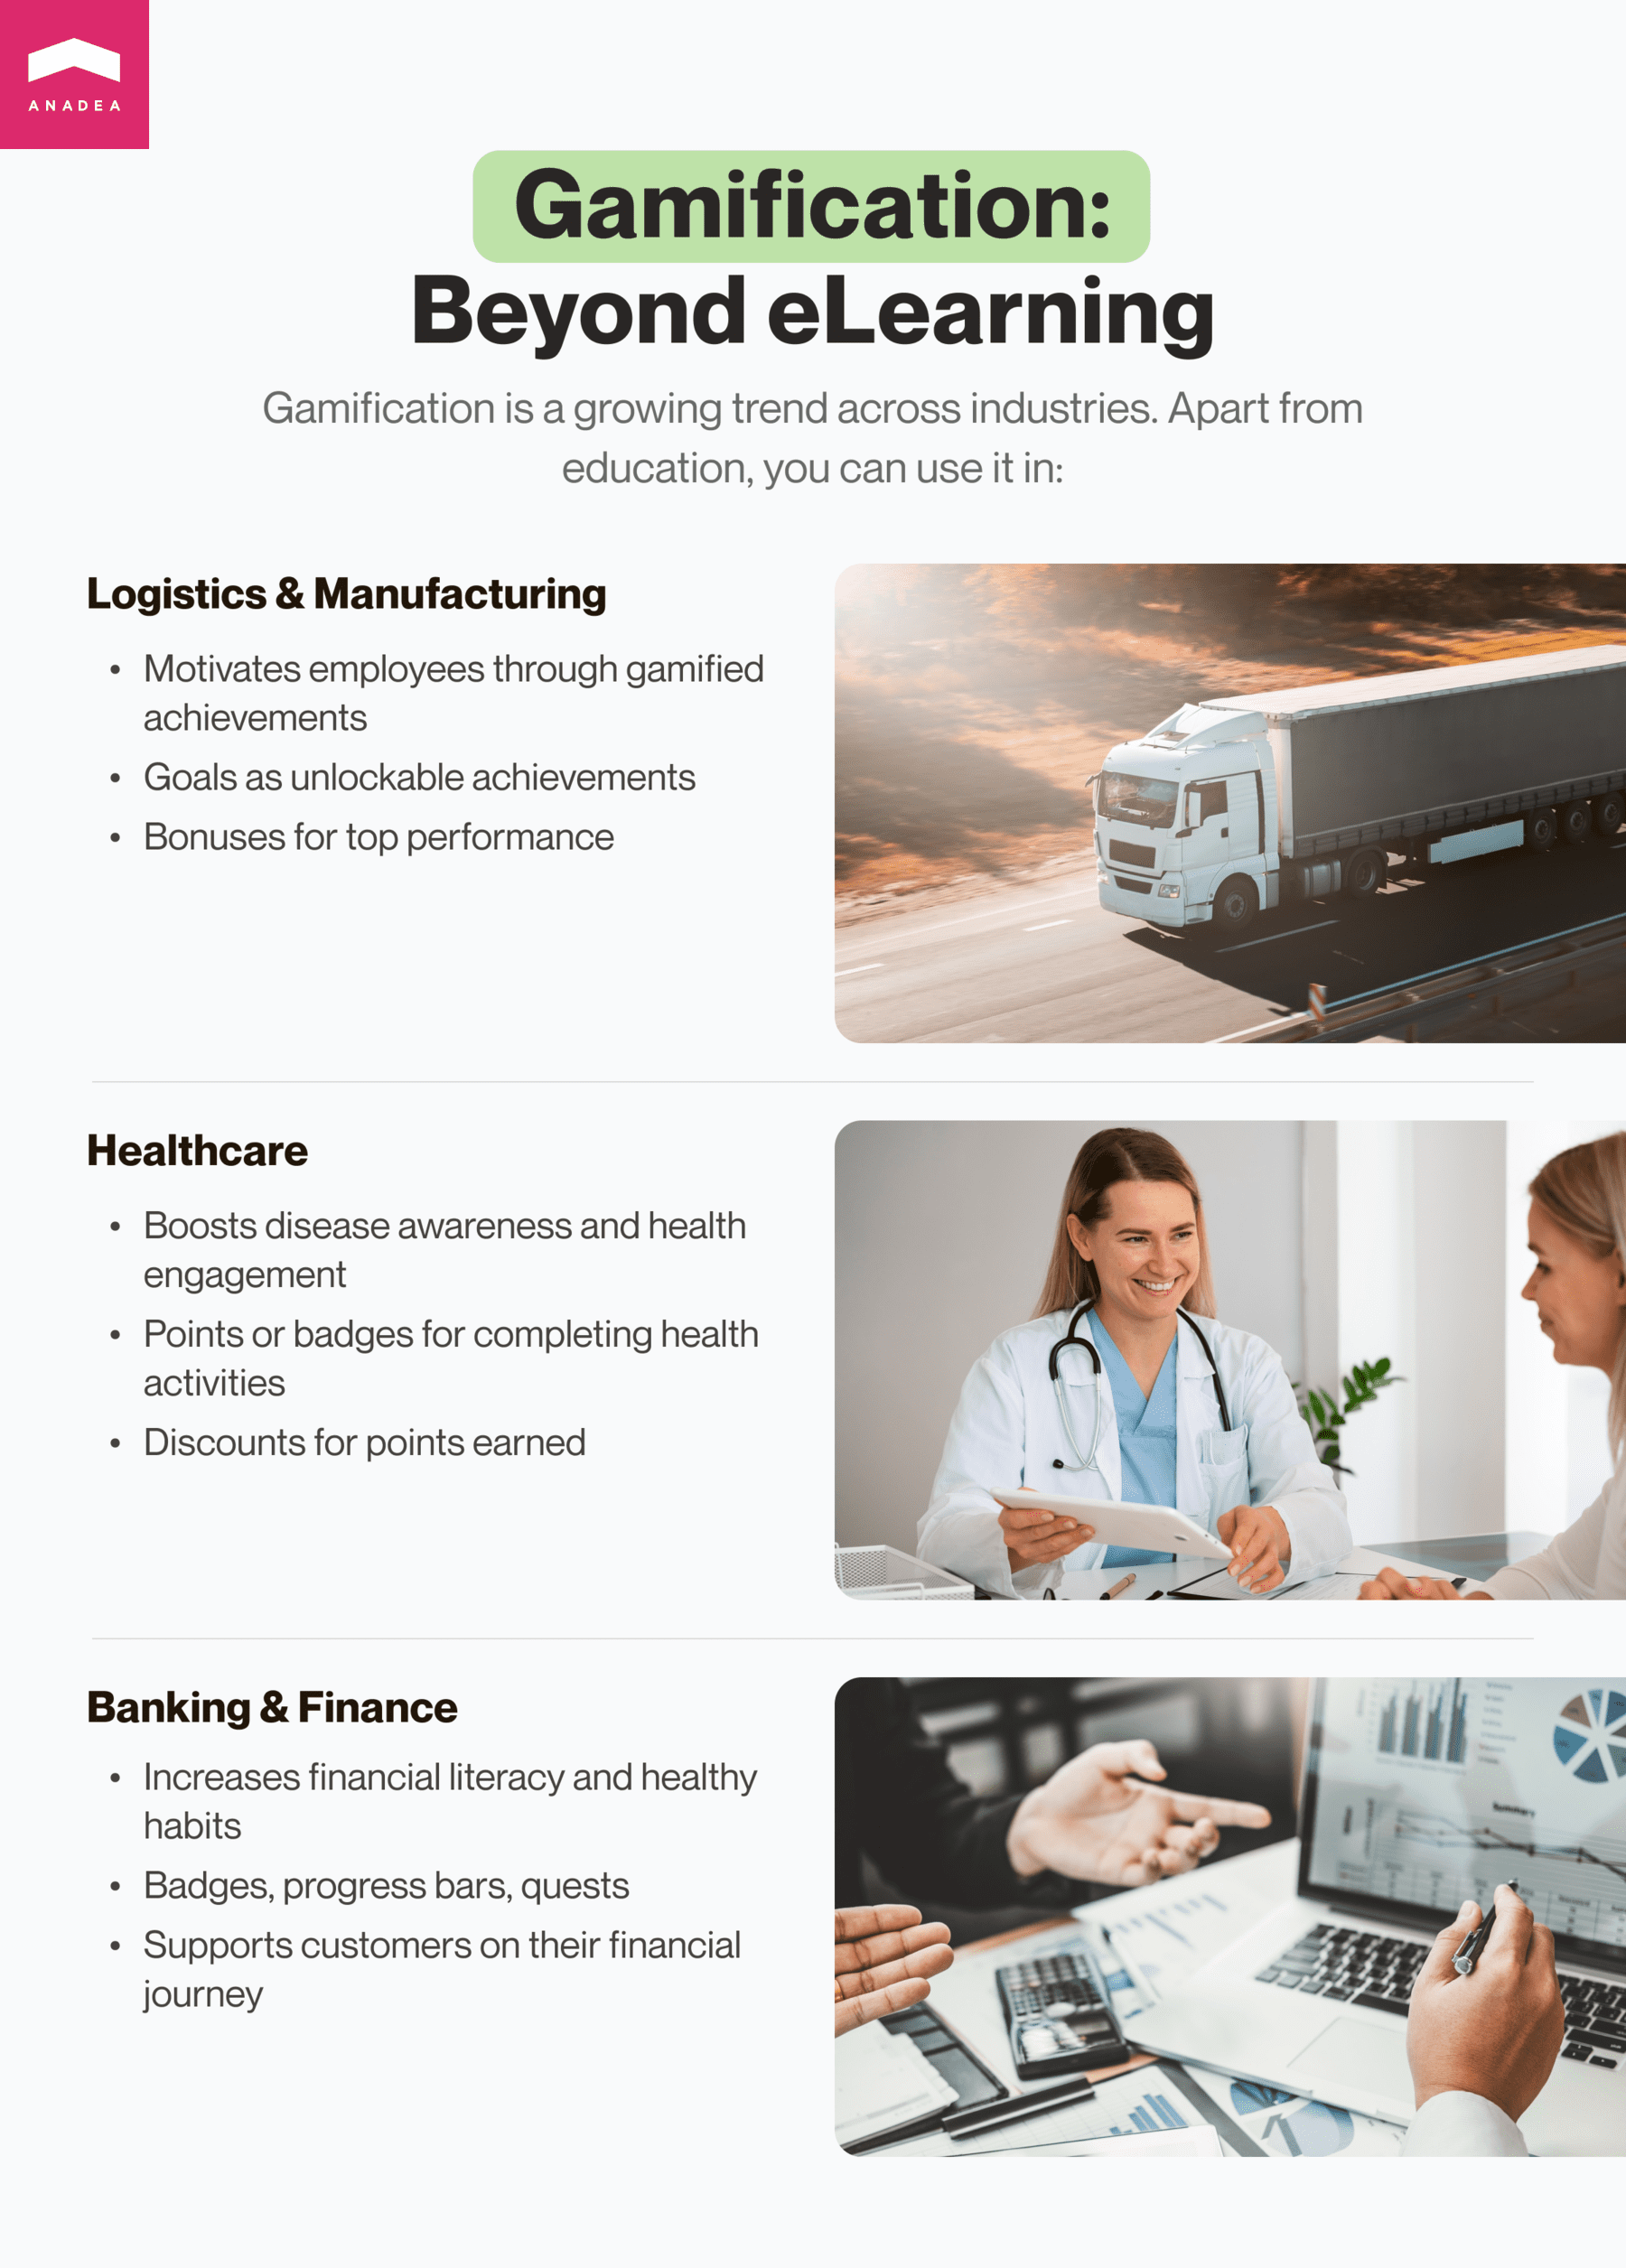 ANADEA
Gamification:
Beyond eLearning
Gamification is a growing trend across industries. Apart from
education, you can use it in:
Logistics & Manufacturing
• Motivates employees through gamified
achievements
• Goals as unlockable achievements
• Bonuses for top performance
Healthcare
• Boosts disease awareness and health
engagement
• Points or badges for completing health
activities
• Discounts for points earned
Banking & Finance
• Increases financial literacy and healthy
habits
• Badges, progress bars, quests
• Supports customers on their financial
journey
Summary